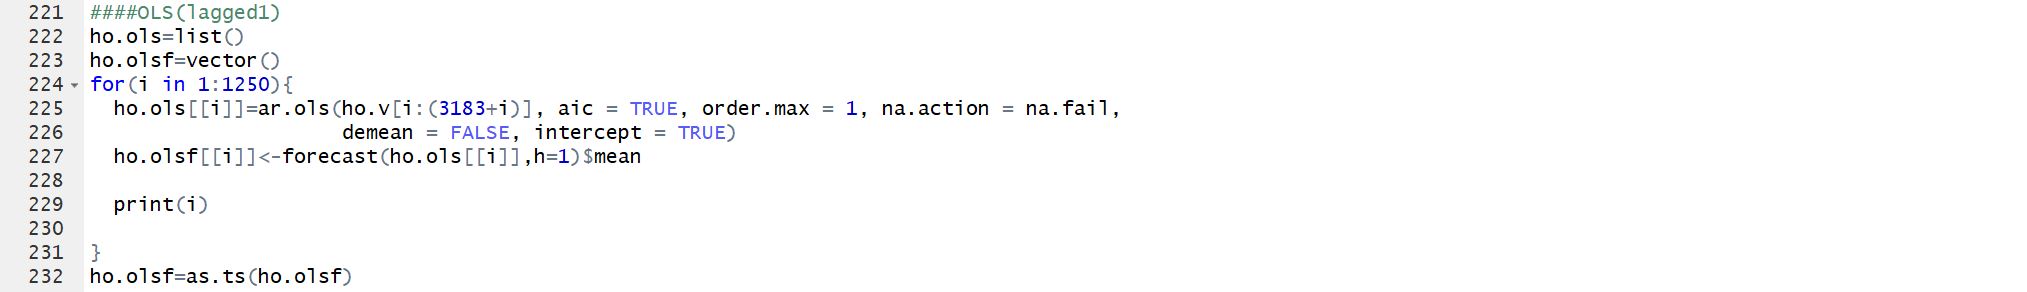 221 ####OLS(lagged1)
222 ho.ols=list()
223 ho.olsf=vector()
224 for(i in 1:1250){
225   ho.ols[[i]]=ar.ols(ho.v[i:(3183+i)], aic = TRUE, order.max = 1, na.action = na.fail,
226                      demean = FALSE, intercept = TRUE)
227   ho.olsf[[i]]<-forecast(ho.ols[[i]],h=1)$mean
228
229   print(i)
230
231 }
232 ho.olsf=as.ts(ho.olsf)